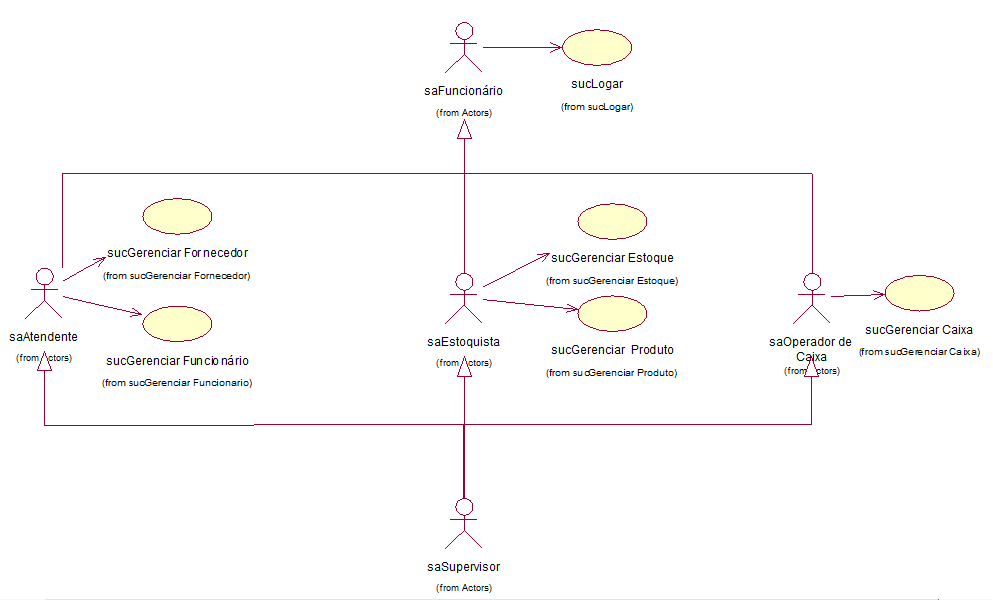 saFuncionário
(from Actors)
sucLogar
(from sucLogar)
sucGerenciar Fornecedor
(from sucGerenciar Fornecedor)
saAtendente
(from Actors)
sucGerenciar Funcionário
(from sucGerenciar Funcionario)
sucGerenciar Estoque
(from sucGerenciar Estoque)
saEstoquista
(from Actors)
sucGerenciar Produto
(from sucGerenciar Produto)
saOperador de
Caixa
(from Actors)
sucGerenciar Caixa
(from sucGerenciar Caixa)
saSupervisor
(from Actors)